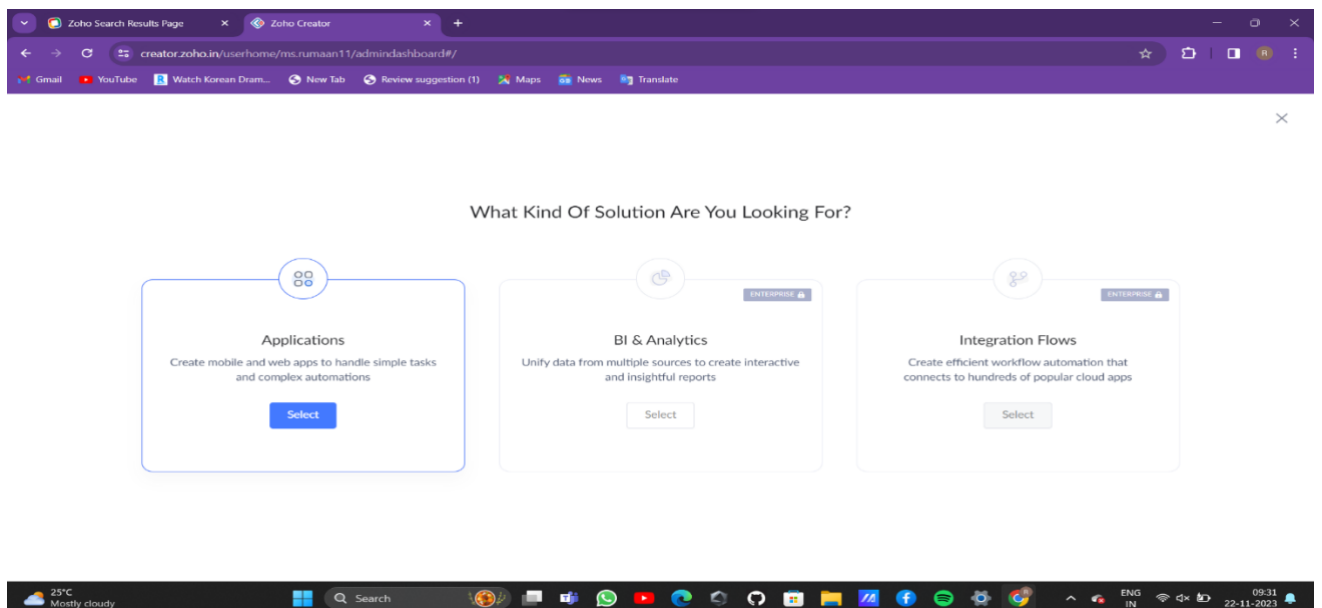 Zoho Search Results Page
Zoho Creator
creator.zoho.in/userhome/ms.rumaan11/admindashboard#/
R
Gmail YouTube Watch Korean Dram... New Tab Review suggestion (1) Maps News Translate
What Kind Of Solution Are You Looking For?
ENTERPRISE
ENTERPRISE
Applications
Create mobile and web apps to handle simple tasks
and complex automations
Select
BI & Analytics
Unify data from multiple sources to create interactive
and insightful reports
Select
Integration Flows
Create efficient workflow automation that
connects to hundreds of popular cloud apps
Select
25°C
Mostly cloudy
Search
ENG
IN
09:31
22-11-2023